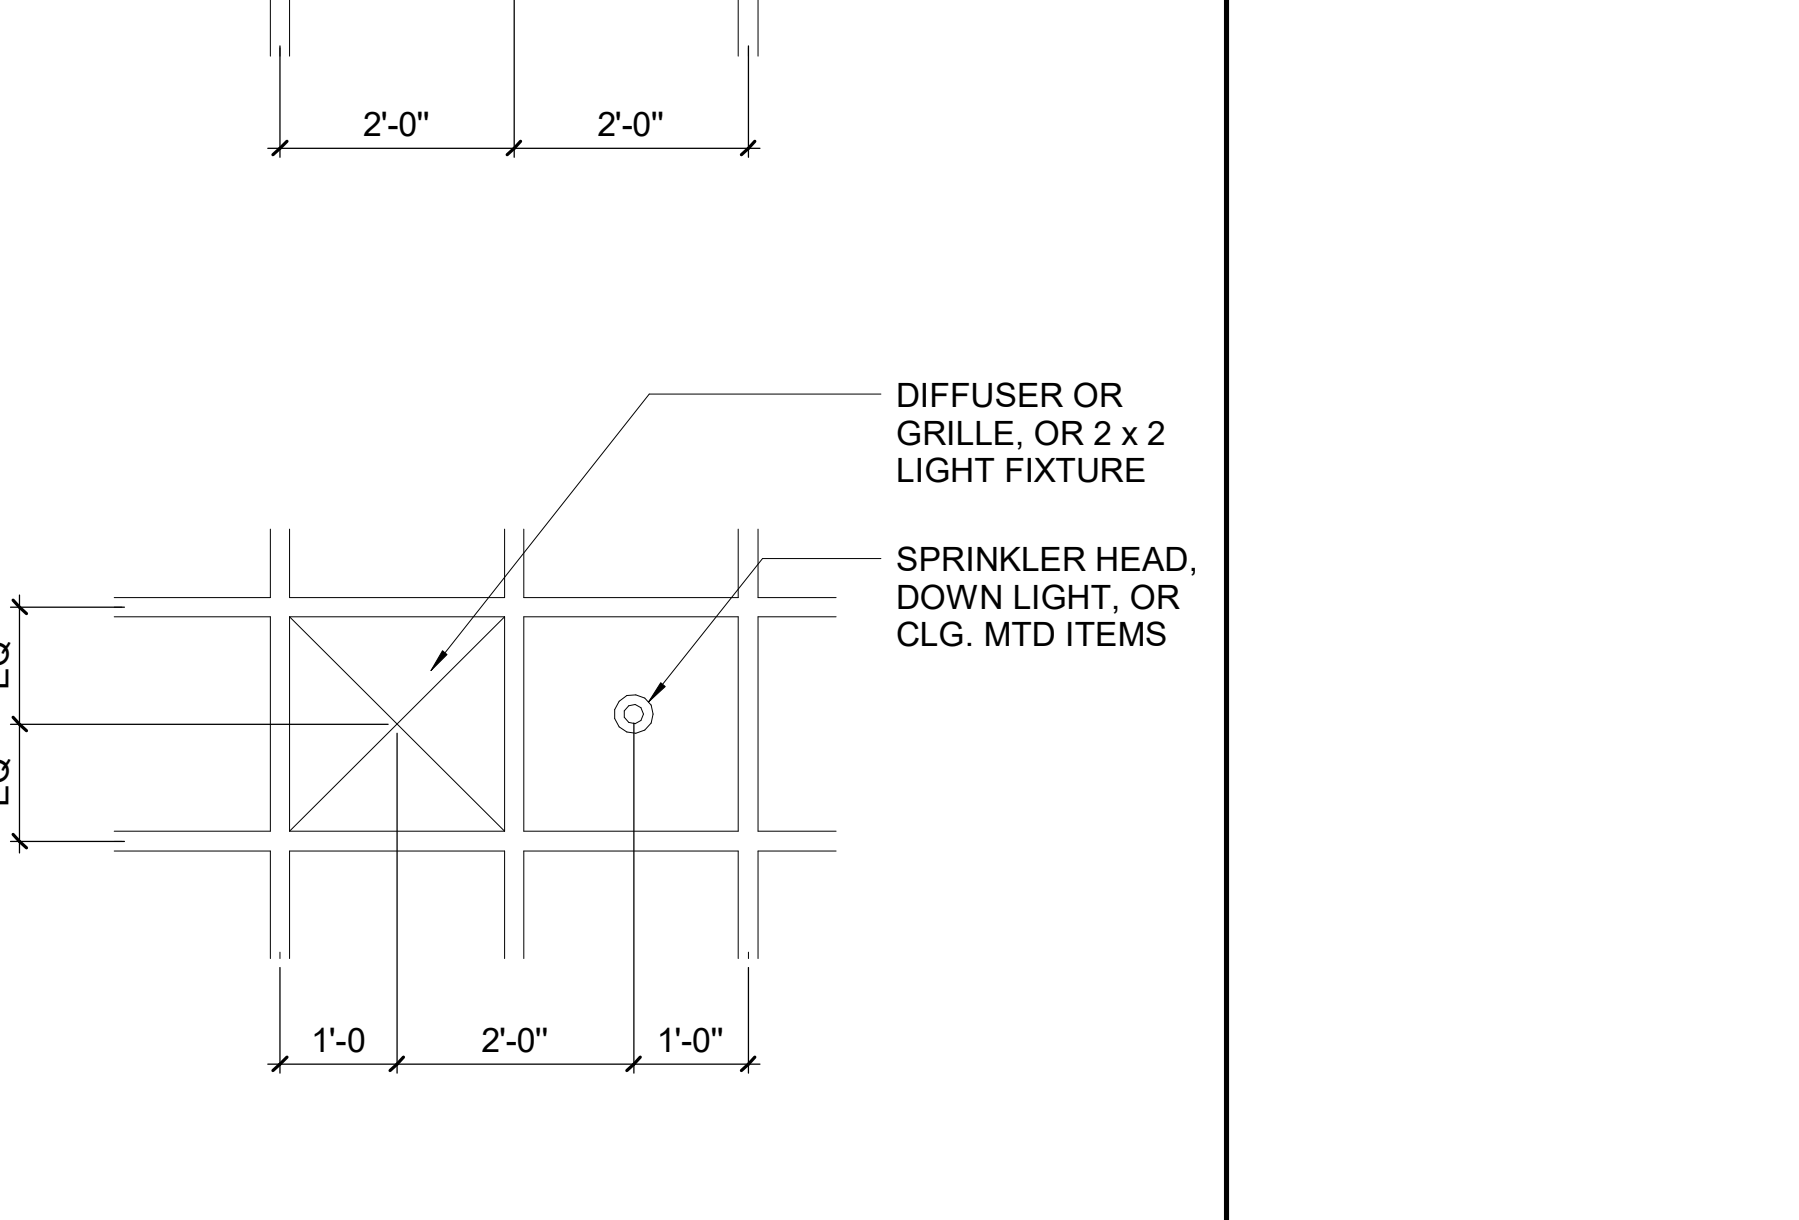 2'-0" 2'-0"
DIFFUSER OR
GRILLE, OR 2 x 2
LIGHT FIXTURE
SPRINKLER HEAD,
DOWN LIGHT, OR
CLG. MTD ITEMS
1'-0 2'-0" 1'-0"